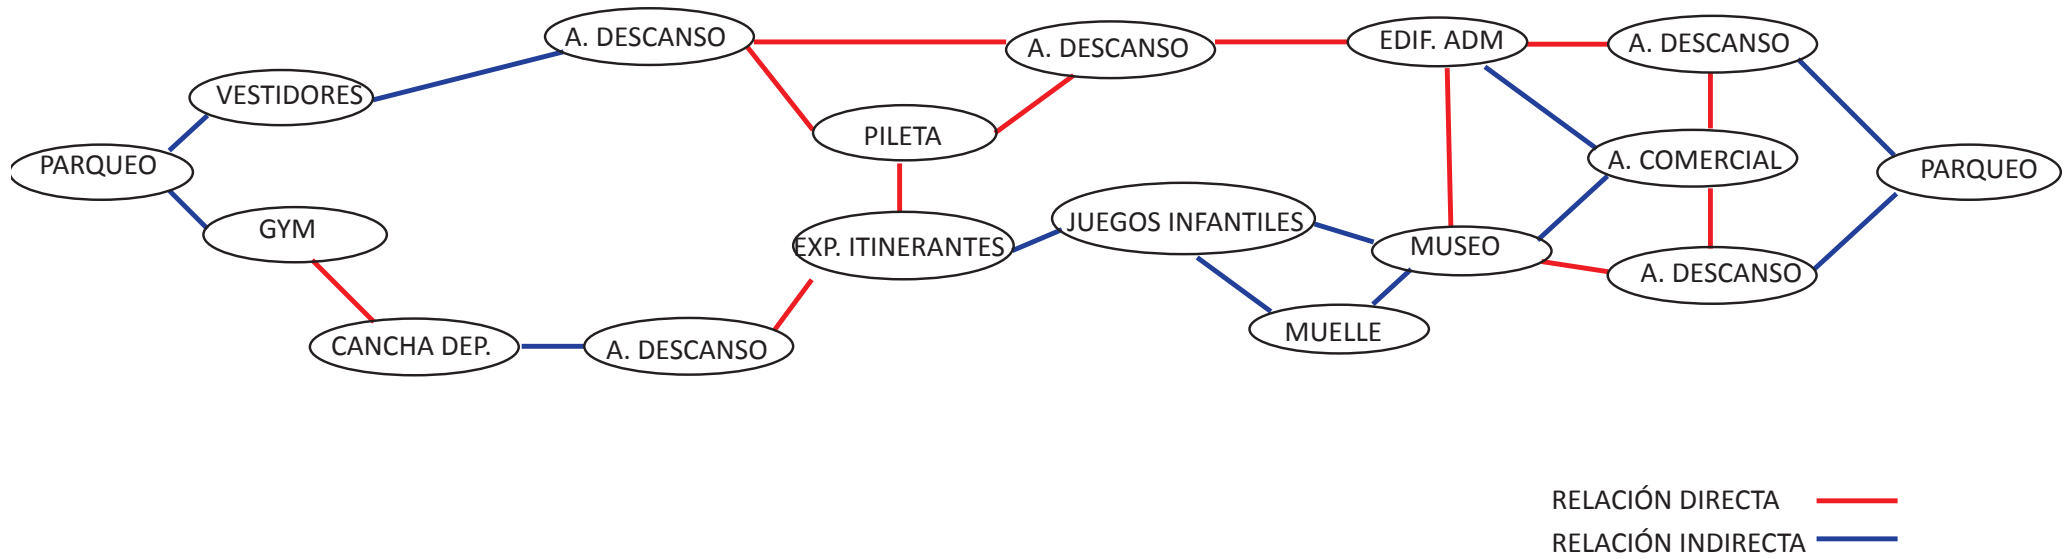 A. DESCANSO
A. DESCANSO
EDIF. ADM
A. DESCANSO
VESTIDORES
PILETA
PARQUEO
A. COMERCIAL
PARQUEO
GYM
EXP. ITINERANTES
JUEGOS INFANTILES
MUSEO
A. DESCANSO
CANCHA DEP.
A. DESCANSO
MUELLE
RELACIÓN DIRECTA
RELACIÓN INDIRECTA